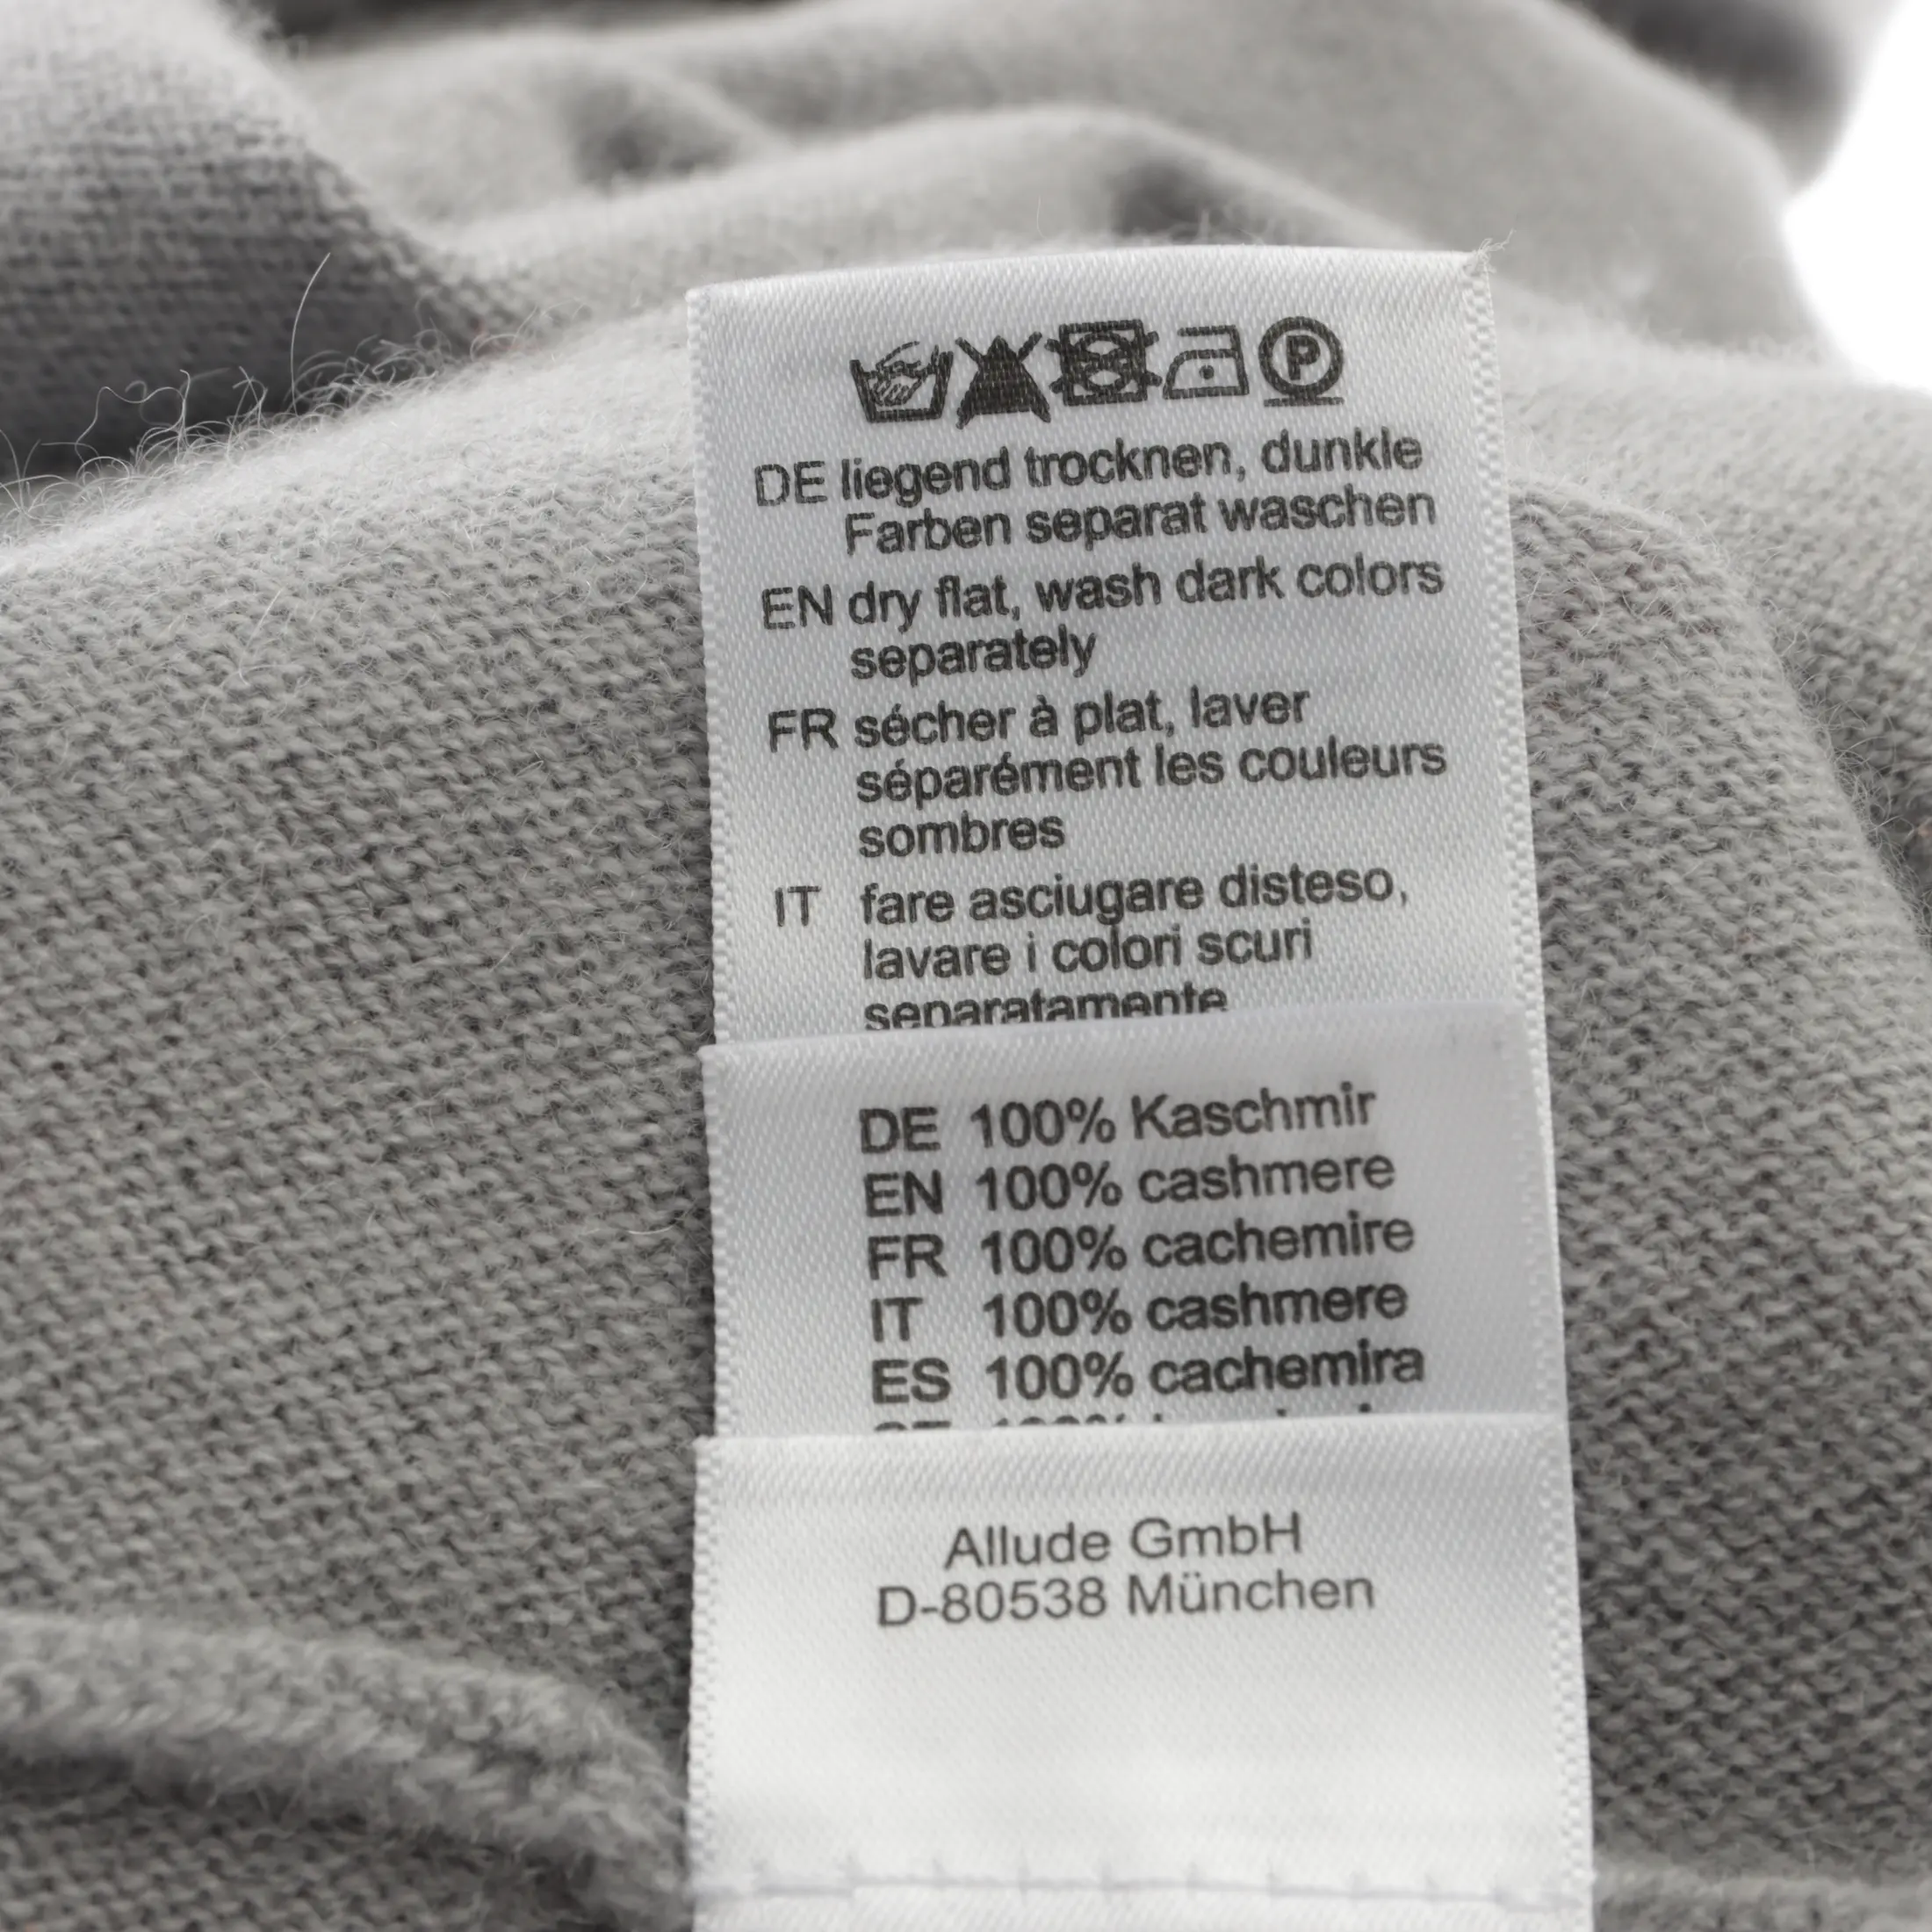 P
DE liegend trocknen, dunkle
Farben separat waschen
EN dry flat, wash dark colors
separately
FR sécher à plat, laver
séparément les couleurs
sombres
IT fare asciugare disteso,
lavare i colori scuri
separatamente
DE 100% Kaschmir
EN 100% cashmere
FR 100% cachemire
IT 100% cashmere
ES 100% cachemira
Allude GmbH
D-80538 München